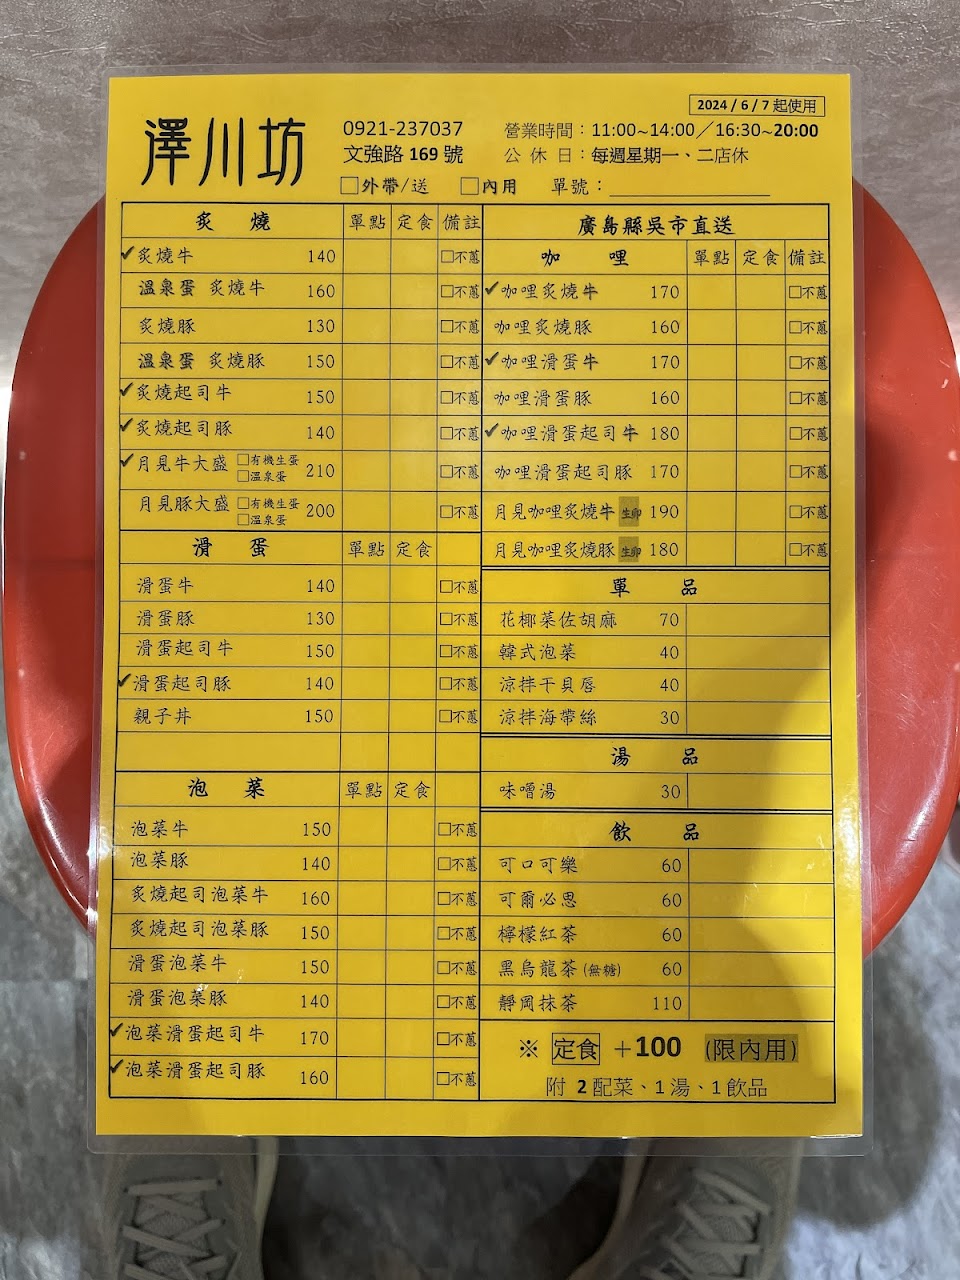 2024 / 6 / 7 起使用
澤川坊
0921-237037
文強路 169 號
營業時間：11:00~14:00／16:30~20:00
公 休 日：每週星期一、二店休
□外帶/送 □內用 單號：
炙 燒 單點 定食 備註
✓炙燒牛 140 □不蔥
溫泉蛋 炙燒牛 160 □不蔥
炙燒豚 130 □不蔥
溫泉蛋 炙燒豚 150 □不蔥
✓炙燒起司牛 150 □不蔥
✓炙燒起司豚 140 □不蔥
✓月見牛大盛 □有機生蛋 □溫泉蛋 210 □不蔥
月見豚大盛 □有機生蛋 □溫泉蛋 200 □不蔥
滑 蛋 單點 定食
滑蛋牛 140 □不蔥
滑蛋豚 130 □不蔥
滑蛋起司牛 150 □不蔥
✓滑蛋起司豚 140 □不蔥
親子丼 150 □不蔥
泡 菜 單點 定食
泡菜牛 150 □不蔥
泡菜豚 140 □不蔥
炙燒起司泡菜牛 160 □不蔥
炙燒起司泡菜豚 150 □不蔥
滑蛋泡菜牛 150 □不蔥
滑蛋泡菜豚 140 □不蔥
✓泡菜滑蛋起司牛 170 □不蔥
✓泡菜滑蛋起司豚 160 □不蔥
廣島縣吳市直送
咖 哩 單點 定食 備註
✓咖哩炙燒牛 170 □不蔥
咖哩炙燒豚 160 □不蔥
✓咖哩滑蛋牛 170 □不蔥
咖哩滑蛋豚 160 □不蔥
✓咖哩滑蛋起司牛 180 □不蔥
咖哩滑蛋起司豚 170 □不蔥
月見咖哩炙燒牛 生卵 190 □不蔥
月見咖哩炙燒豚 生卵 180 □不蔥
單 品
花椰菜佐胡麻 70
韓式泡菜 40
涼拌干貝唇 40
涼拌海帶絲 30
湯 品
味噌湯 30
飲 品
可口可樂 60
可爾必思 60
檸檬紅茶 60
黑烏龍茶(無糖) 60
靜岡抹茶 110
※ 定食 +100 (限內用)
附 2 配菜、1 湯、1 飲品